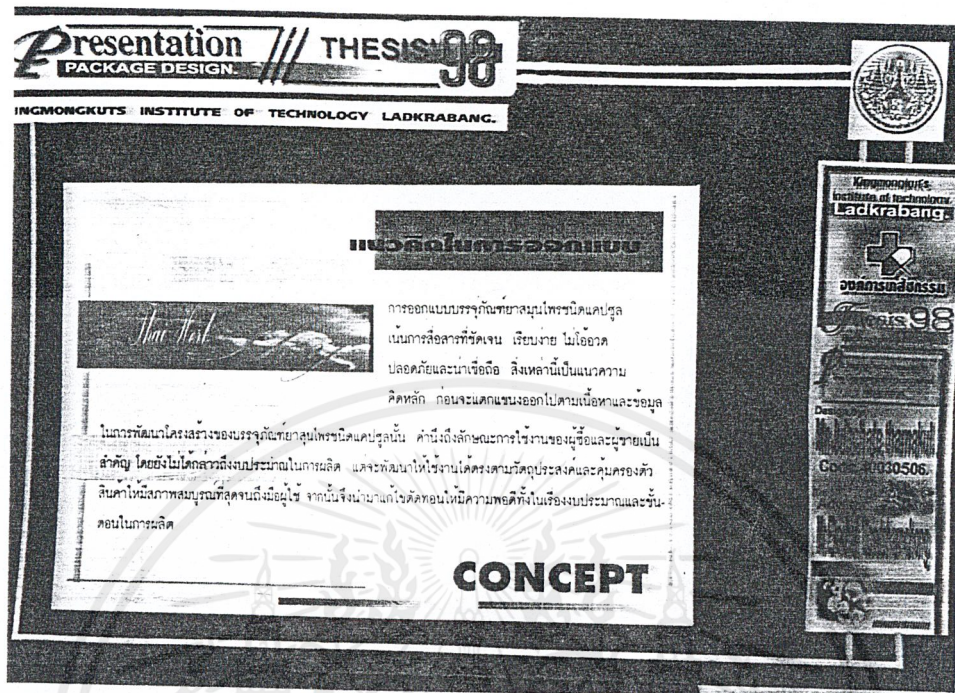 Presentation /// THESIS'98
PACKAGE DESIGN.
INGMONGKUTS INSTITUTE OF TECHNOLOGY LADKRABANG.
แนวคิดในการออกแบบ
Thai Herb
การออกแบบบรรจุภัณฑ์ยาสมุนไพรชนิดแคปซูล
เน้นการสื่อสารที่ชัดเจน เรียบง่าย ไม่โอ้อวด
ปลอดภัยและน่าเชื่อถือ สิ่งเหล่านี้เป็นแนวความ
คิดหลัก ก่อนจะแตกแขนงออกไปตามเนื้อหาและข้อมูล
ในการพัฒนาโครงสร้างของบรรจุภัณฑ์ยาสมุนไพรชนิดแคปซูลนั้น คำนึงถึงลักษณะการใช้งานของผู้ซื้อและผู้ขายเป็น
สำคัญ โดยยังไม่ได้กล่าวถึงงบประมาณในการผลิต แต่จะพัฒนาให้ใช้งานได้ตรงตามวัตถุประสงค์และคุ้มครองตัว
สินค้าให้มีสภาพสมบูรณ์ที่สุดจนถึงมือผู้ใช้ จากนั้นจึงนำมาแก้ไขตัดทอนให้มีความพอดีทั้งในเรื่องงบประมาณและขั้น-
ตอนในการผลิต
CONCEPT
Kingmongkut's
institute of technology.
Ladkrabang.
องค์การเภสัชกรรม
Thesis 98
Code 40030506.